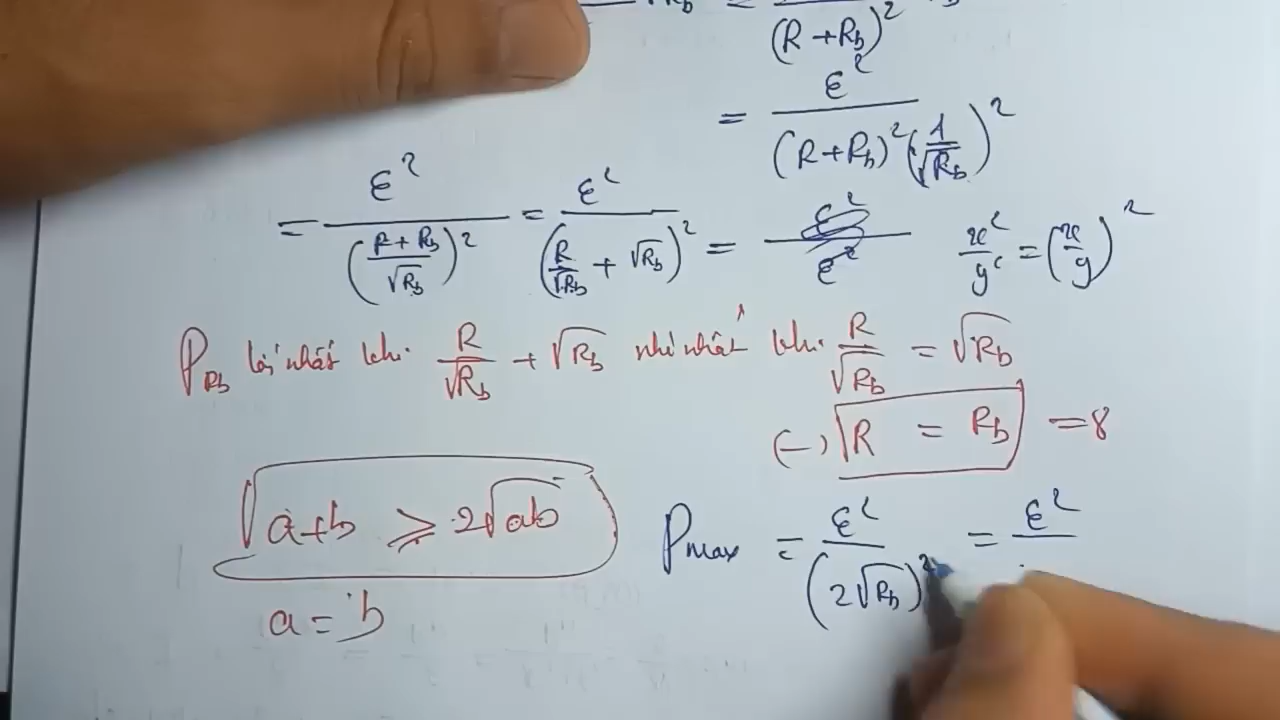 (R + R_b)^2
= ε^2 / ((R + R_b)^2 (1/√R_b)^2)
= ε^2 / ((R + R_b)/√R_b)^2 = ε^2 / (R/√R_b + √R_b)^2 =
x^2/y^2 = (x/y)^2
P_Rb lớn nhất khi R/√R_b + √R_b nhỏ nhất khi R/√R_b = √R_b
(–) R = R_b = 8
a + b ⩾ 2√ab
a = b
P_max = ε^2 / (2√R_b)^2 = ε^2